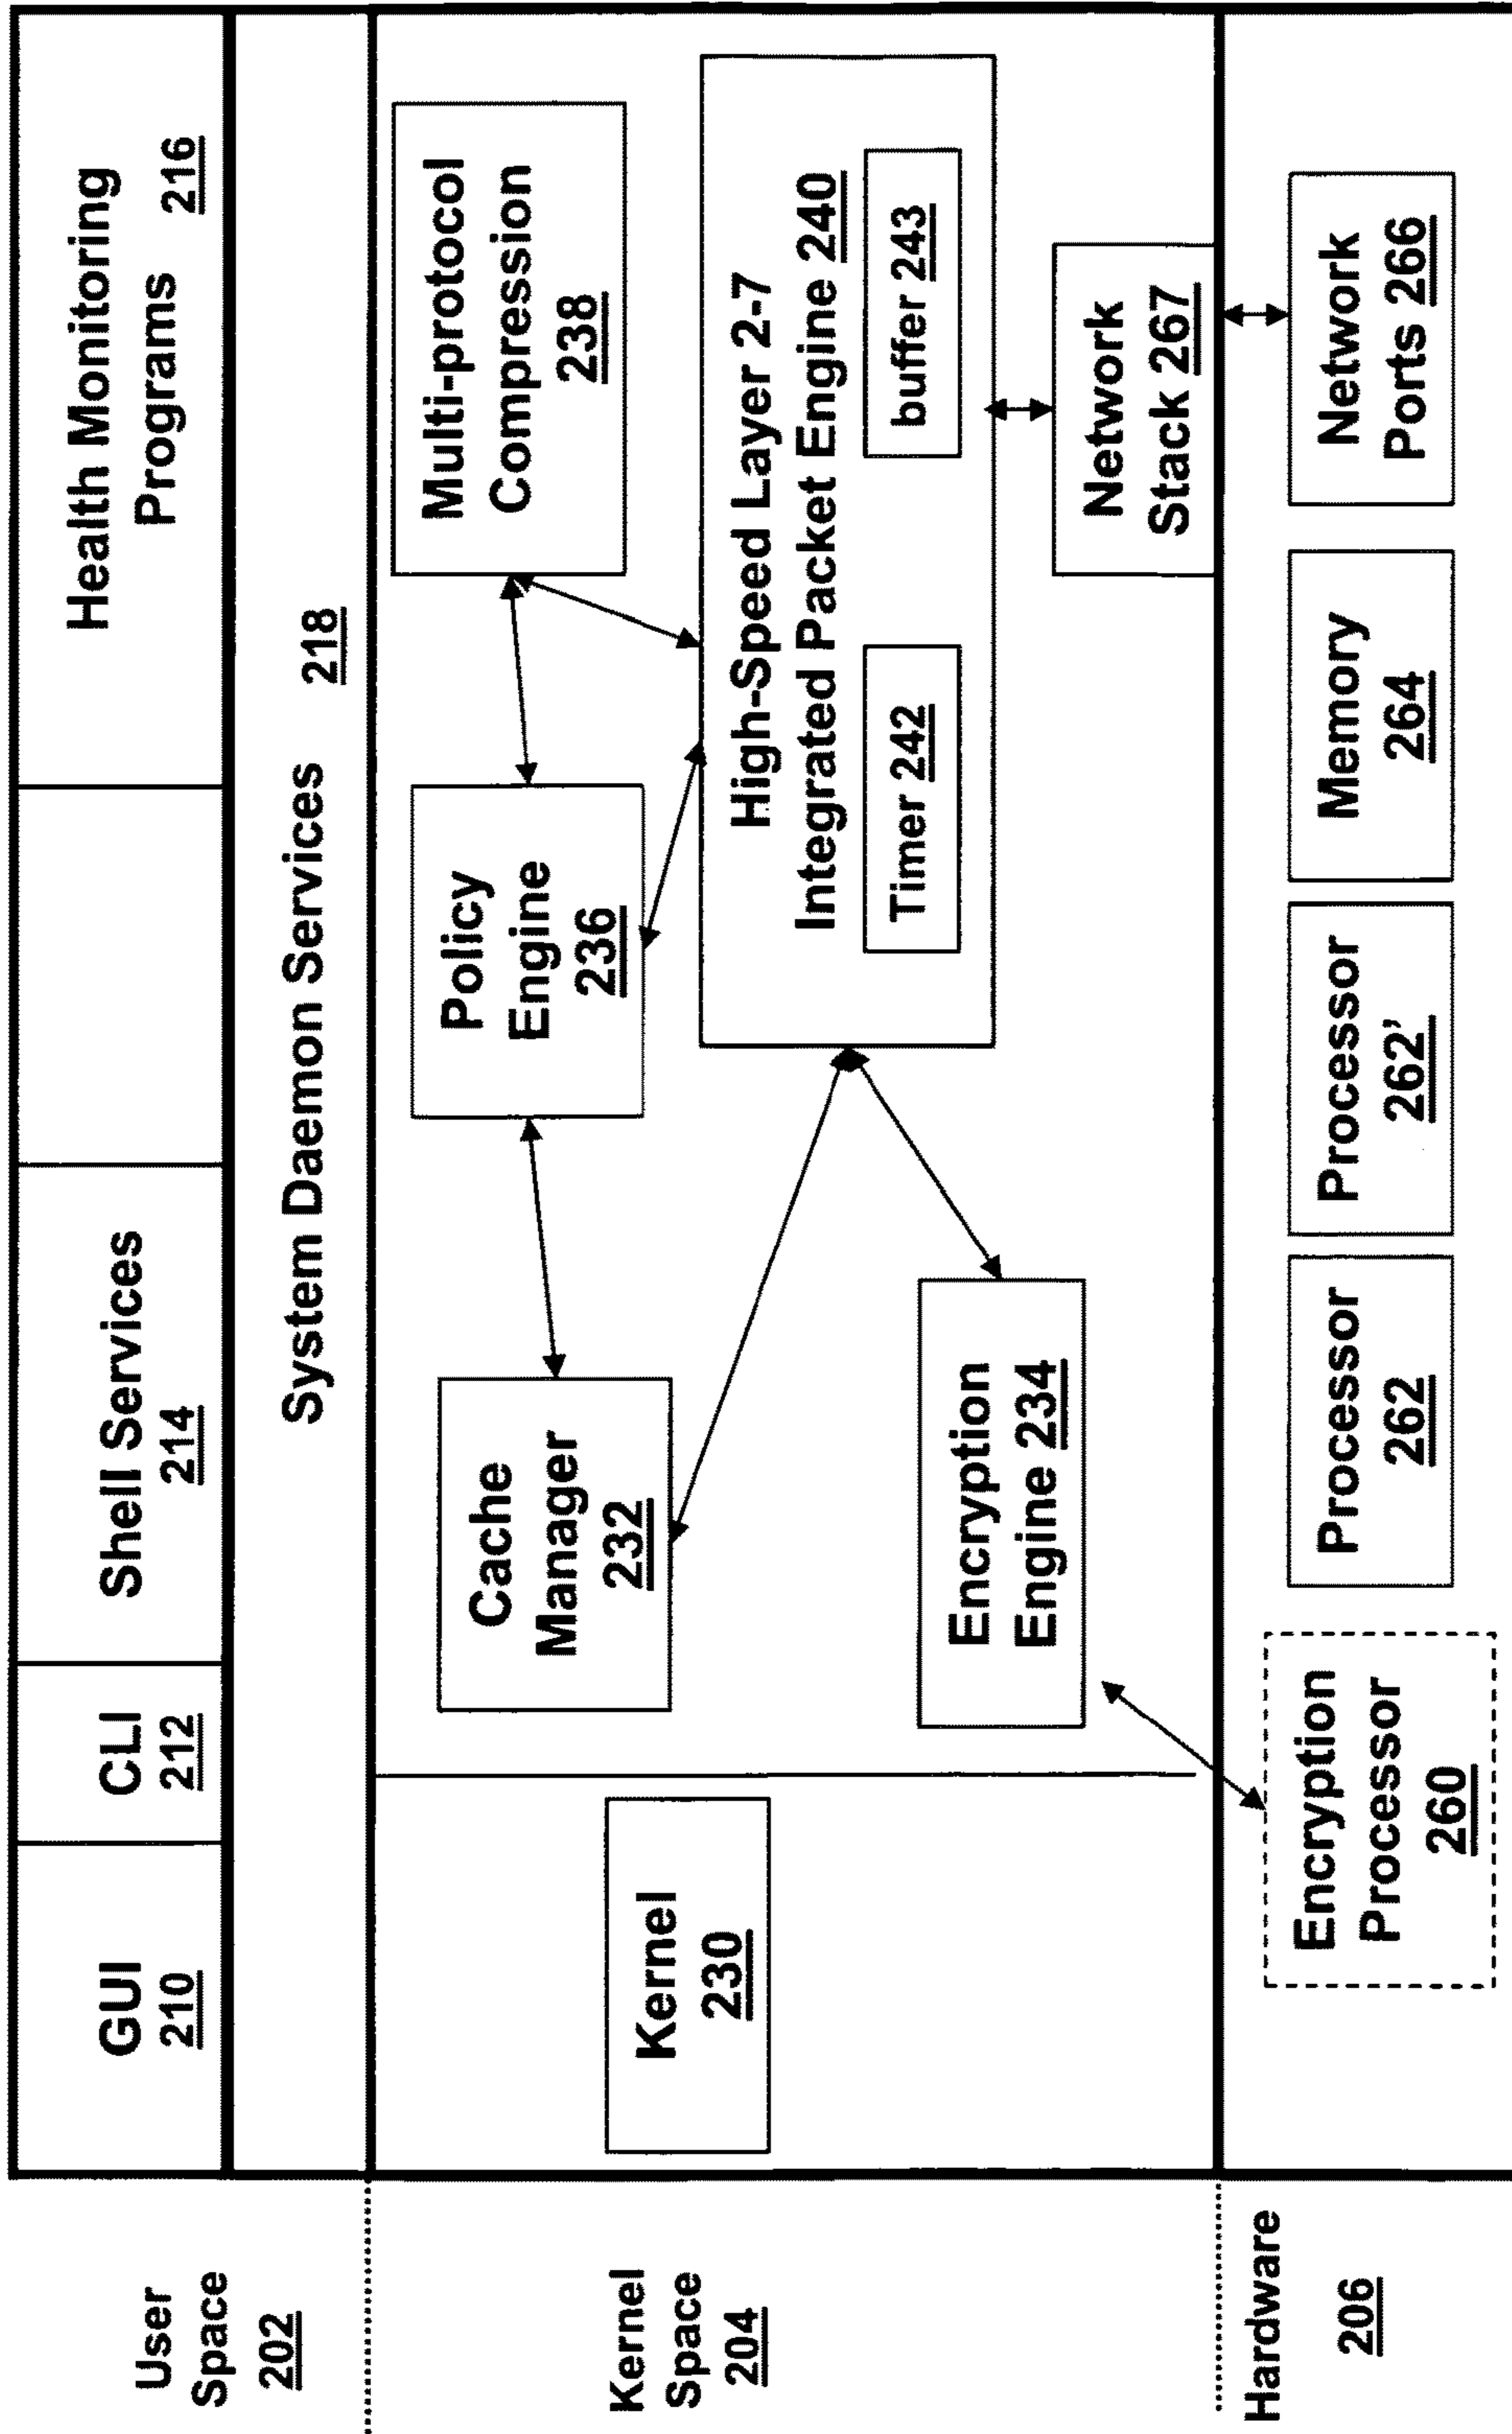 User
Space
202
GUI
210
CLI
212
Shell Services
214
Health Monitoring
Programs 216
System Daemon Services 218
Kernel
Space
204
Kernel
230
Cache
Manager
232
Policy
Engine
236
Multi-protocol
Compression
238
High-Speed Layer 2-7
Integrated Packet Engine 240
Timer 242
buffer 243
Encryption
Engine 234
Network
Stack 267
Hardware
206
Encryption
Processor
260
Processor
262
Processor
262'
Memory
264
Network
Ports 266